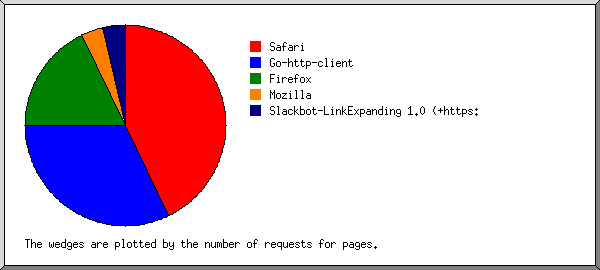 Safari
Go-http-client
Firefox
Mozilla
Slackbot-LinkExpanding 1.0 (+https:
The wedges are plotted by the number of requests for pages.